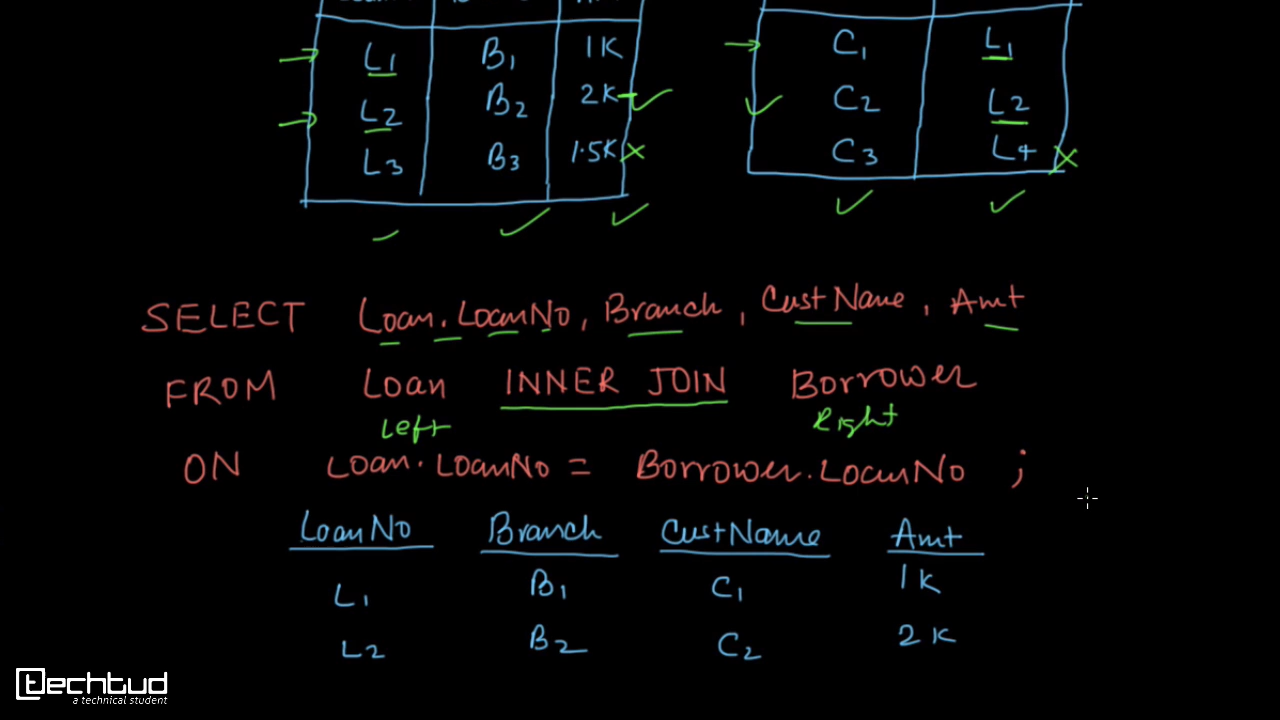 L1 B1 1K C1 L1
L2 B2 2K C2 L2
L3 B3 1.5K C3 L4
SELECT Loan.LoanNo, Branch, CustName, Amt
FROM Loan INNER JOIN Borrower
Left Right
ON Loan.LoanNo = Borrower.LoanNo ;
LoanNo Branch CustName Amt
L1 B1 C1 1K
L2 B2 C2 2K
techtud
a technical student